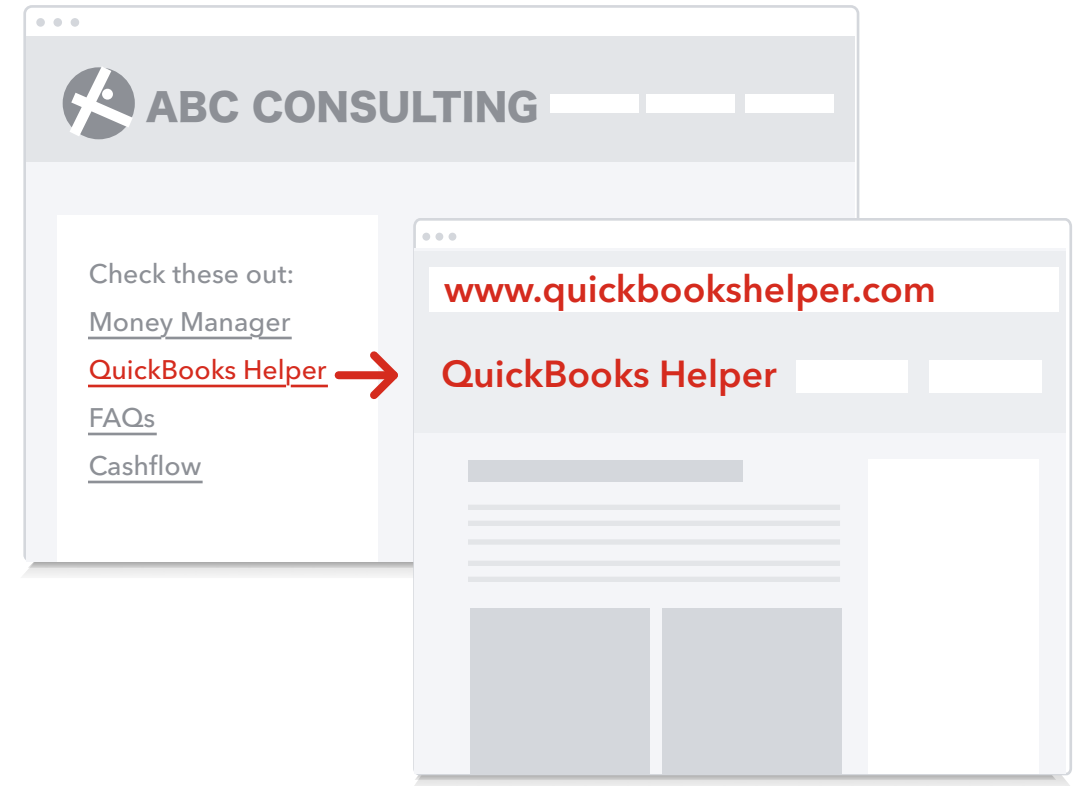 ABC CONSULTING
Check these out:
Money Manager
QuickBooks Helper
FAQs
Cashflow
www.quickbookshelper.com
QuickBooks Helper